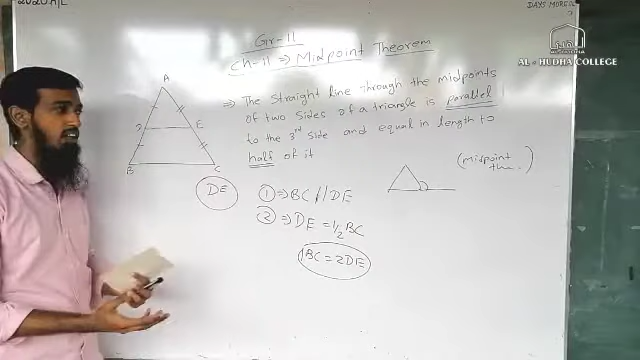 2020 A/L
DAYS MORE
Gr-11
Ch-11 ⇒ Midpoint Theorem
AL - HUDHA COLLEGE
A
D
E
B
C
⇒ The straight line through the midpoints
of two sides of a triangle is parallel
to the 3rd side and equal in length to
half of it
(midpoint
thm...)
DE
① ⇒ BC // DE
② ⇒ DE = 1/2 BC
BC = 2DE